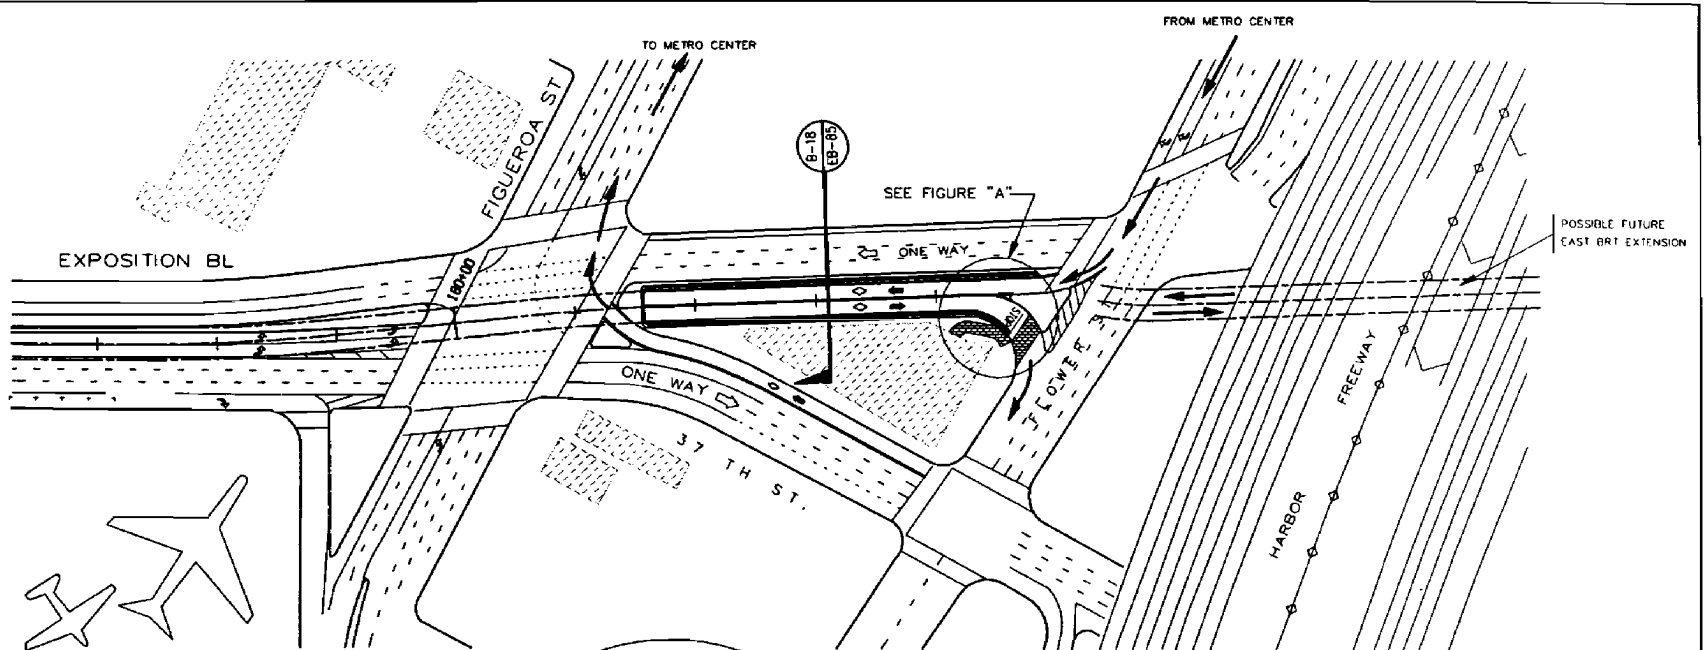 FROM METRO CENTER
TO METRO CENTER
FIGUEROA ST
B-18
EB-85
SEE FIGURE "A"
POSSIBLE FUTURE
EAST BRT EXTENSION
EXPOSITION BL
ONE WAY
180+00
FLOWER
ONE WAY
37 TH ST.
HARBOR FREEWAY